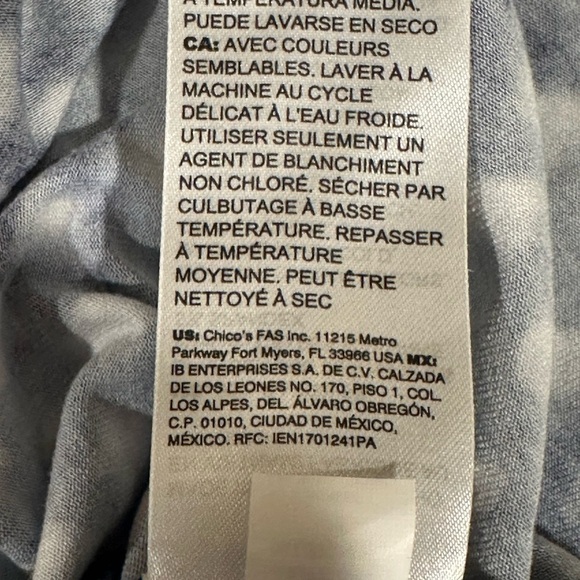 A TEMPERATURA MEDIA.
PUEDE LAVARSE EN SECO
CA: AVEC COULEURS
SEMBLABLES. LAVER À LA
MACHINE AU CYCLE
DÉLICAT À L'EAU FROIDE.
UTILISER SEULEMENT UN
AGENT DE BLANCHIMENT
NON CHLORÉ. SÉCHER PAR
CULBUTAGE À BASSE
TEMPÉRATURE. REPASSER
À TEMPÉRATURE
MOYENNE. PEUT ÊTRE
NETTOYÉ À SEC
US: Chico's FAS Inc. 11215 Metro
Parkway Fort Myers, FL 33966 USA MX:
IB ENTERPRISES S.A. DE C.V. CALZADA
DE LOS LEONES NO. 170, PISO 1, COL.
LOS ALPES, DEL. ÁLVARO OBREGÓN,
C.P. 01010, CIUDAD DE MÉXICO,
MÉXICO. RFC: IEN1701241PA